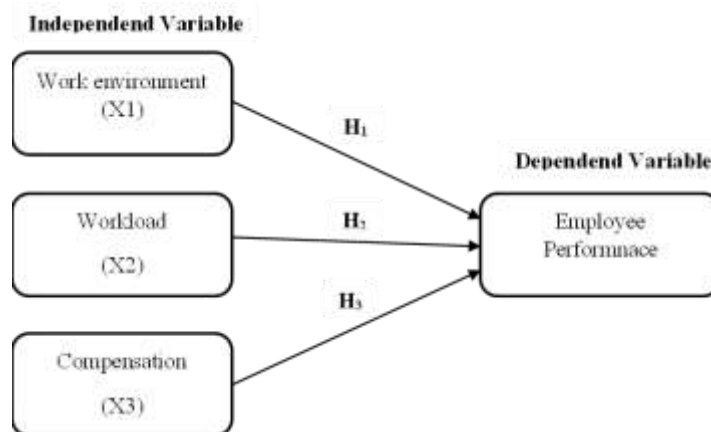 Independend Variable
Work environment
(X1)
H₁
Dependend Variable
Workload
(X2)
H₂
Employee
Performnace
H₃
Compensation
(X3)